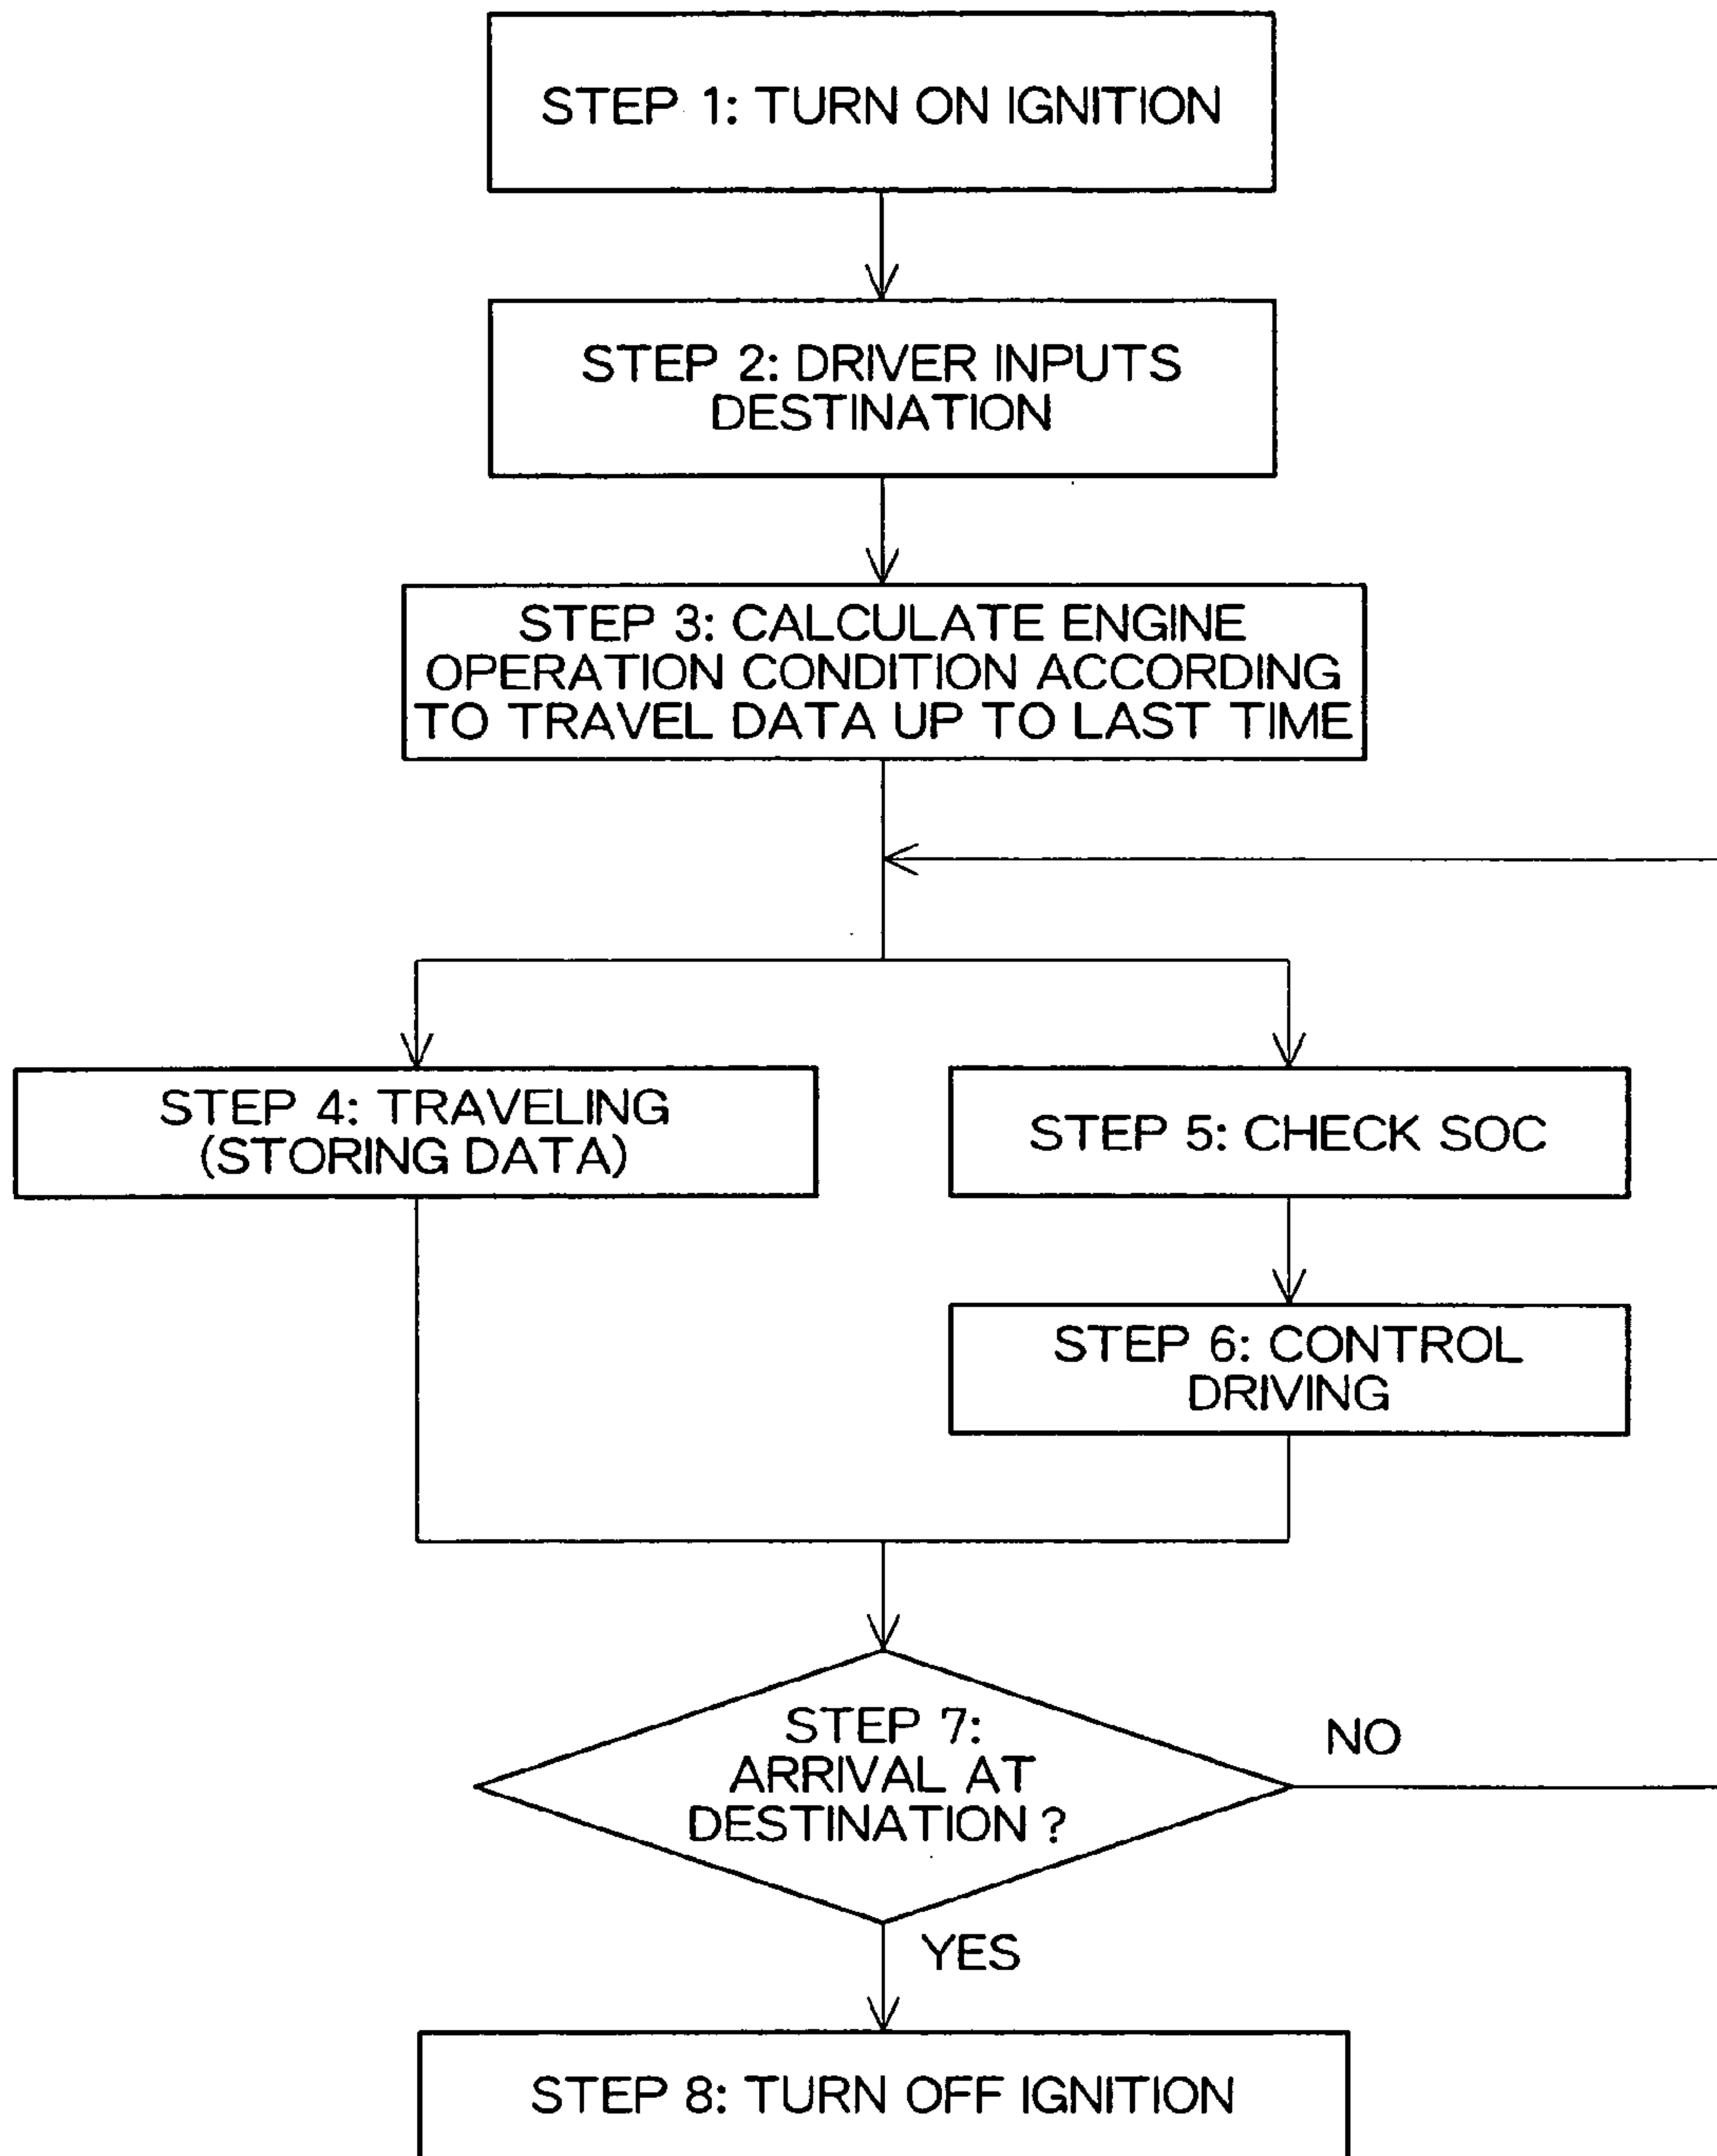 STEP 1: TURN ON IGNITION
STEP 2: DRIVER INPUTS
DESTINATION
STEP 3: CALCULATE ENGINE
OPERATION CONDITION ACCORDING
TO TRAVEL DATA UP TO LAST TIME
STEP 4: TRAVELING
(STORING DATA)
STEP 5: CHECK SOC
STEP 6: CONTROL
DRIVING
STEP 7:
ARRIVAL AT
DESTINATION ?
NO
YES
STEP 8: TURN OFF IGNITION